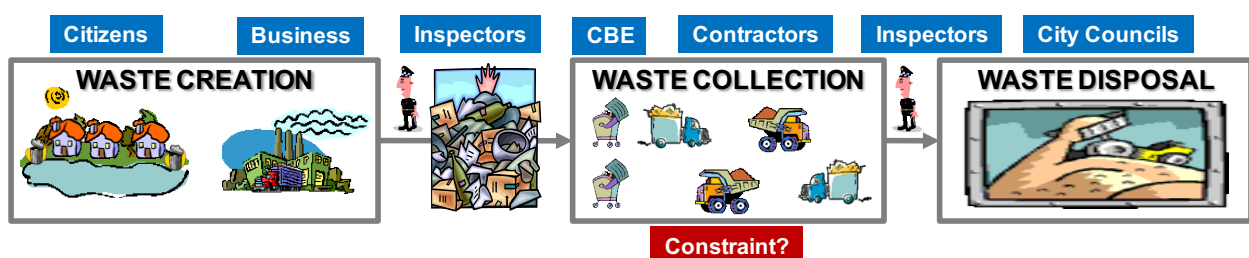 Citizens
Business
Inspectors
CBE
Contractors
Inspectors
City Councils
WASTE CREATION
WASTE COLLECTION
WASTE DISPOSAL
Constraint?